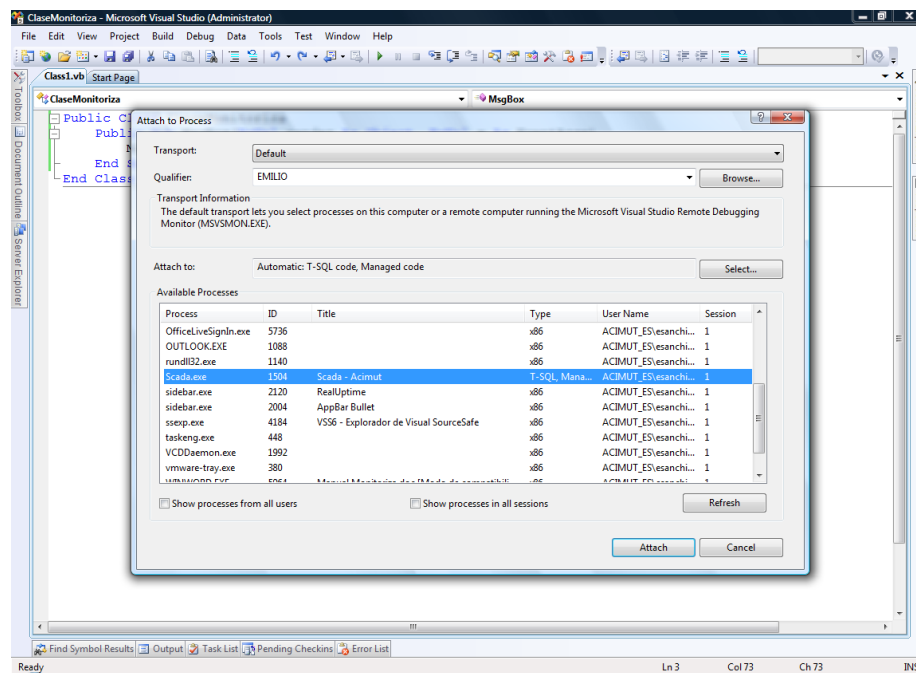 ClaseMonitoriza - Microsoft Visual Studio (Administrator)
File Edit View Project Build Debug Data Tools Test Window Help
Class1.vb Start Page
ClaseMonitoriza MsgBox
Toolbox
Document Outline
Server Explorer
Public
Publ
End
End Class
Attach to Process
Transport: Default
Qualifier: EMILIO Browse...
Transport Information
The default transport lets you select processes on this computer or a remote computer running the Microsoft Visual Studio Remote Debugging
Monitor (MSVSMON.EXE).
Attach to: Automatic: T-SQL code, Managed code Select...
Available Processes
Process ID Title Type User Name Session
OfficeLiveSignIn.exe 5736 x86 ACIMUT_ES\esanchi... 1
OUTLOOK.EXE 1088 x86 ACIMUT_ES\esanchi... 1
rundll32.exe 1140 x86 ACIMUT_ES\esanchi... 1
Scada.exe 1504 Scada - Acimut T-SQL, Mana... ACIMUT_ES\esanchi... 1
sidebar.exe 2120 RealUptime x86 ACIMUT_ES\esanchi... 1
sidebar.exe 2004 AppBar Bullet x86 ACIMUT_ES\esanchi... 1
ssexp.exe 4184 VSS6 - Explorador de Visual SourceSafe x86 ACIMUT_ES\esanchi... 1
taskeng.exe 448 x86 ACIMUT_ES\esanchi... 1
VCDDaemon.exe 1992 x86 ACIMUT_ES\esanchi... 1
vmware-tray.exe 380 x86 ACIMUT_ES\esanchi... 1
Show processes from all users Show processes in all sessions Refresh
Attach Cancel
Find Symbol Results Output Task List Pending Checkins Error List
Ready Ln 3 Col 73 Ch 73 INS